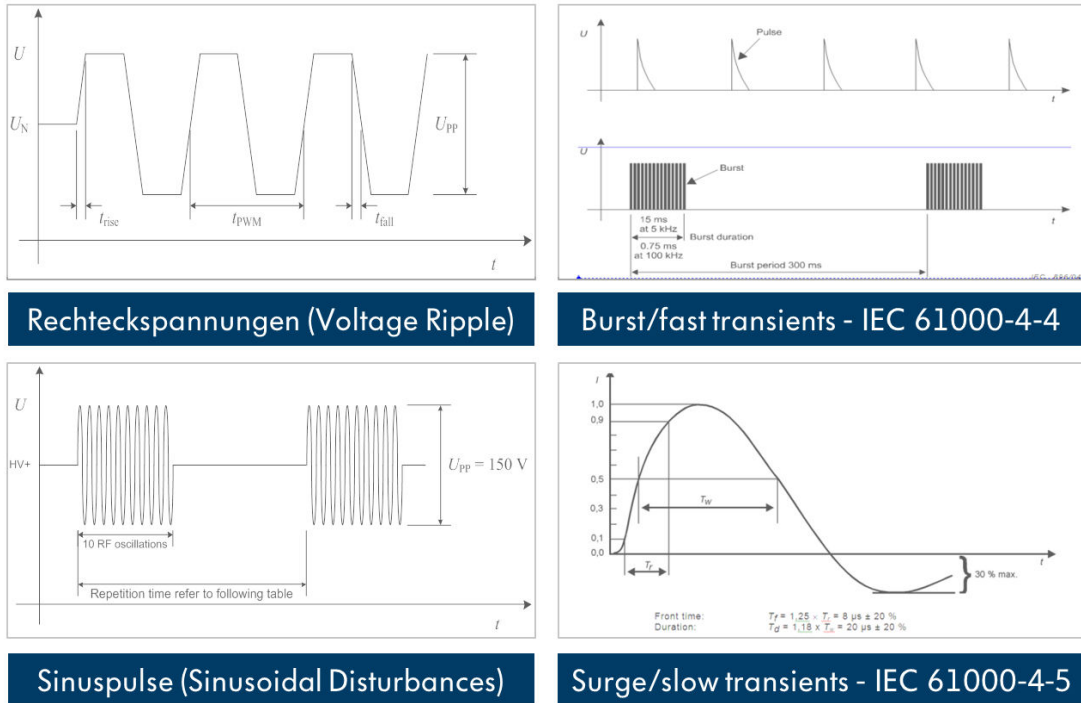 U
U_N
U_PP
t_rise
t_PWM
t_fall
t
Rechteckspannungen (Voltage Ripple)
U
Pulse
t
U
Burst
t
15 ms
at 5 kHz
Burst duration
0.75 ms
at 100 kHz
Burst period 300 ms
Burst/fast transients - IEC 61000-4-4
U
HV+
U_PP = 150 V
10 RF oscillations
Repetition time refer to following table
t
Sinuspulse (Sinusoidal Disturbances)
I
1,0
0,9
0,5
T_w
0,3
0,1
0,0
T_r
t
30 % max.
Front time: T_f = 1,25 × T_r = 8 µs ± 20 %
Duration: T_d = 1,18 x T_w = 20 µs ± 20 %
Surge/slow transients - IEC 61000-4-5